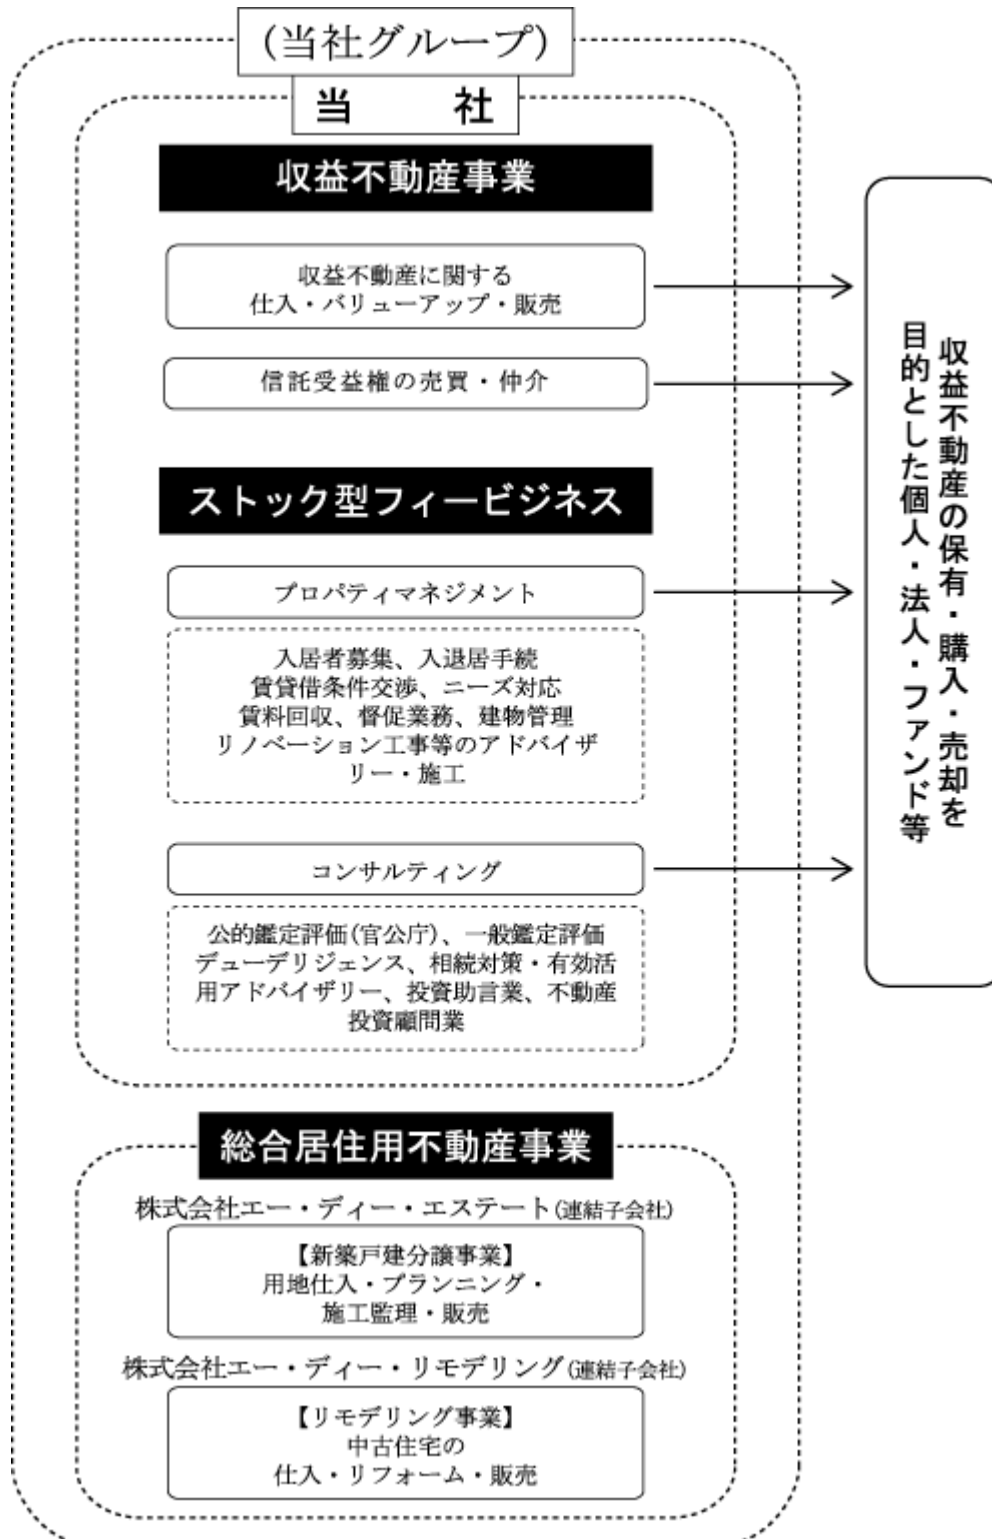 (当社グループ)
当　　社
収益不動産事業
収益不動産に関する
仕入・バリューアップ・販売
信託受益権の売買・仲介
ストック型フィービジネス
プロパティマネジメント
入居者募集、入退居手続
賃貸借条件交渉、ニーズ対応
賃料回収、督促業務、建物管理
リノベーション工事等のアドバイザ
リー・施工
コンサルティング
公的鑑定評価(官公庁)、一般鑑定評価
デューデリジェンス、相続対策・有効活
用アドバイザリー、投資助言業、不動産
投資顧問業
収益不動産の保有・購入・売却を
目的とした個人・法人・ファンド等
総合居住用不動産事業
株式会社エー・ディー・エステート(連結子会社)
【新築戸建分譲事業】
用地仕入・プランニング・
施工監理・販売
株式会社エー・ディー・リモデリング(連結子会社)
【リモデリング事業】
中古住宅の
仕入・リフォーム・販売